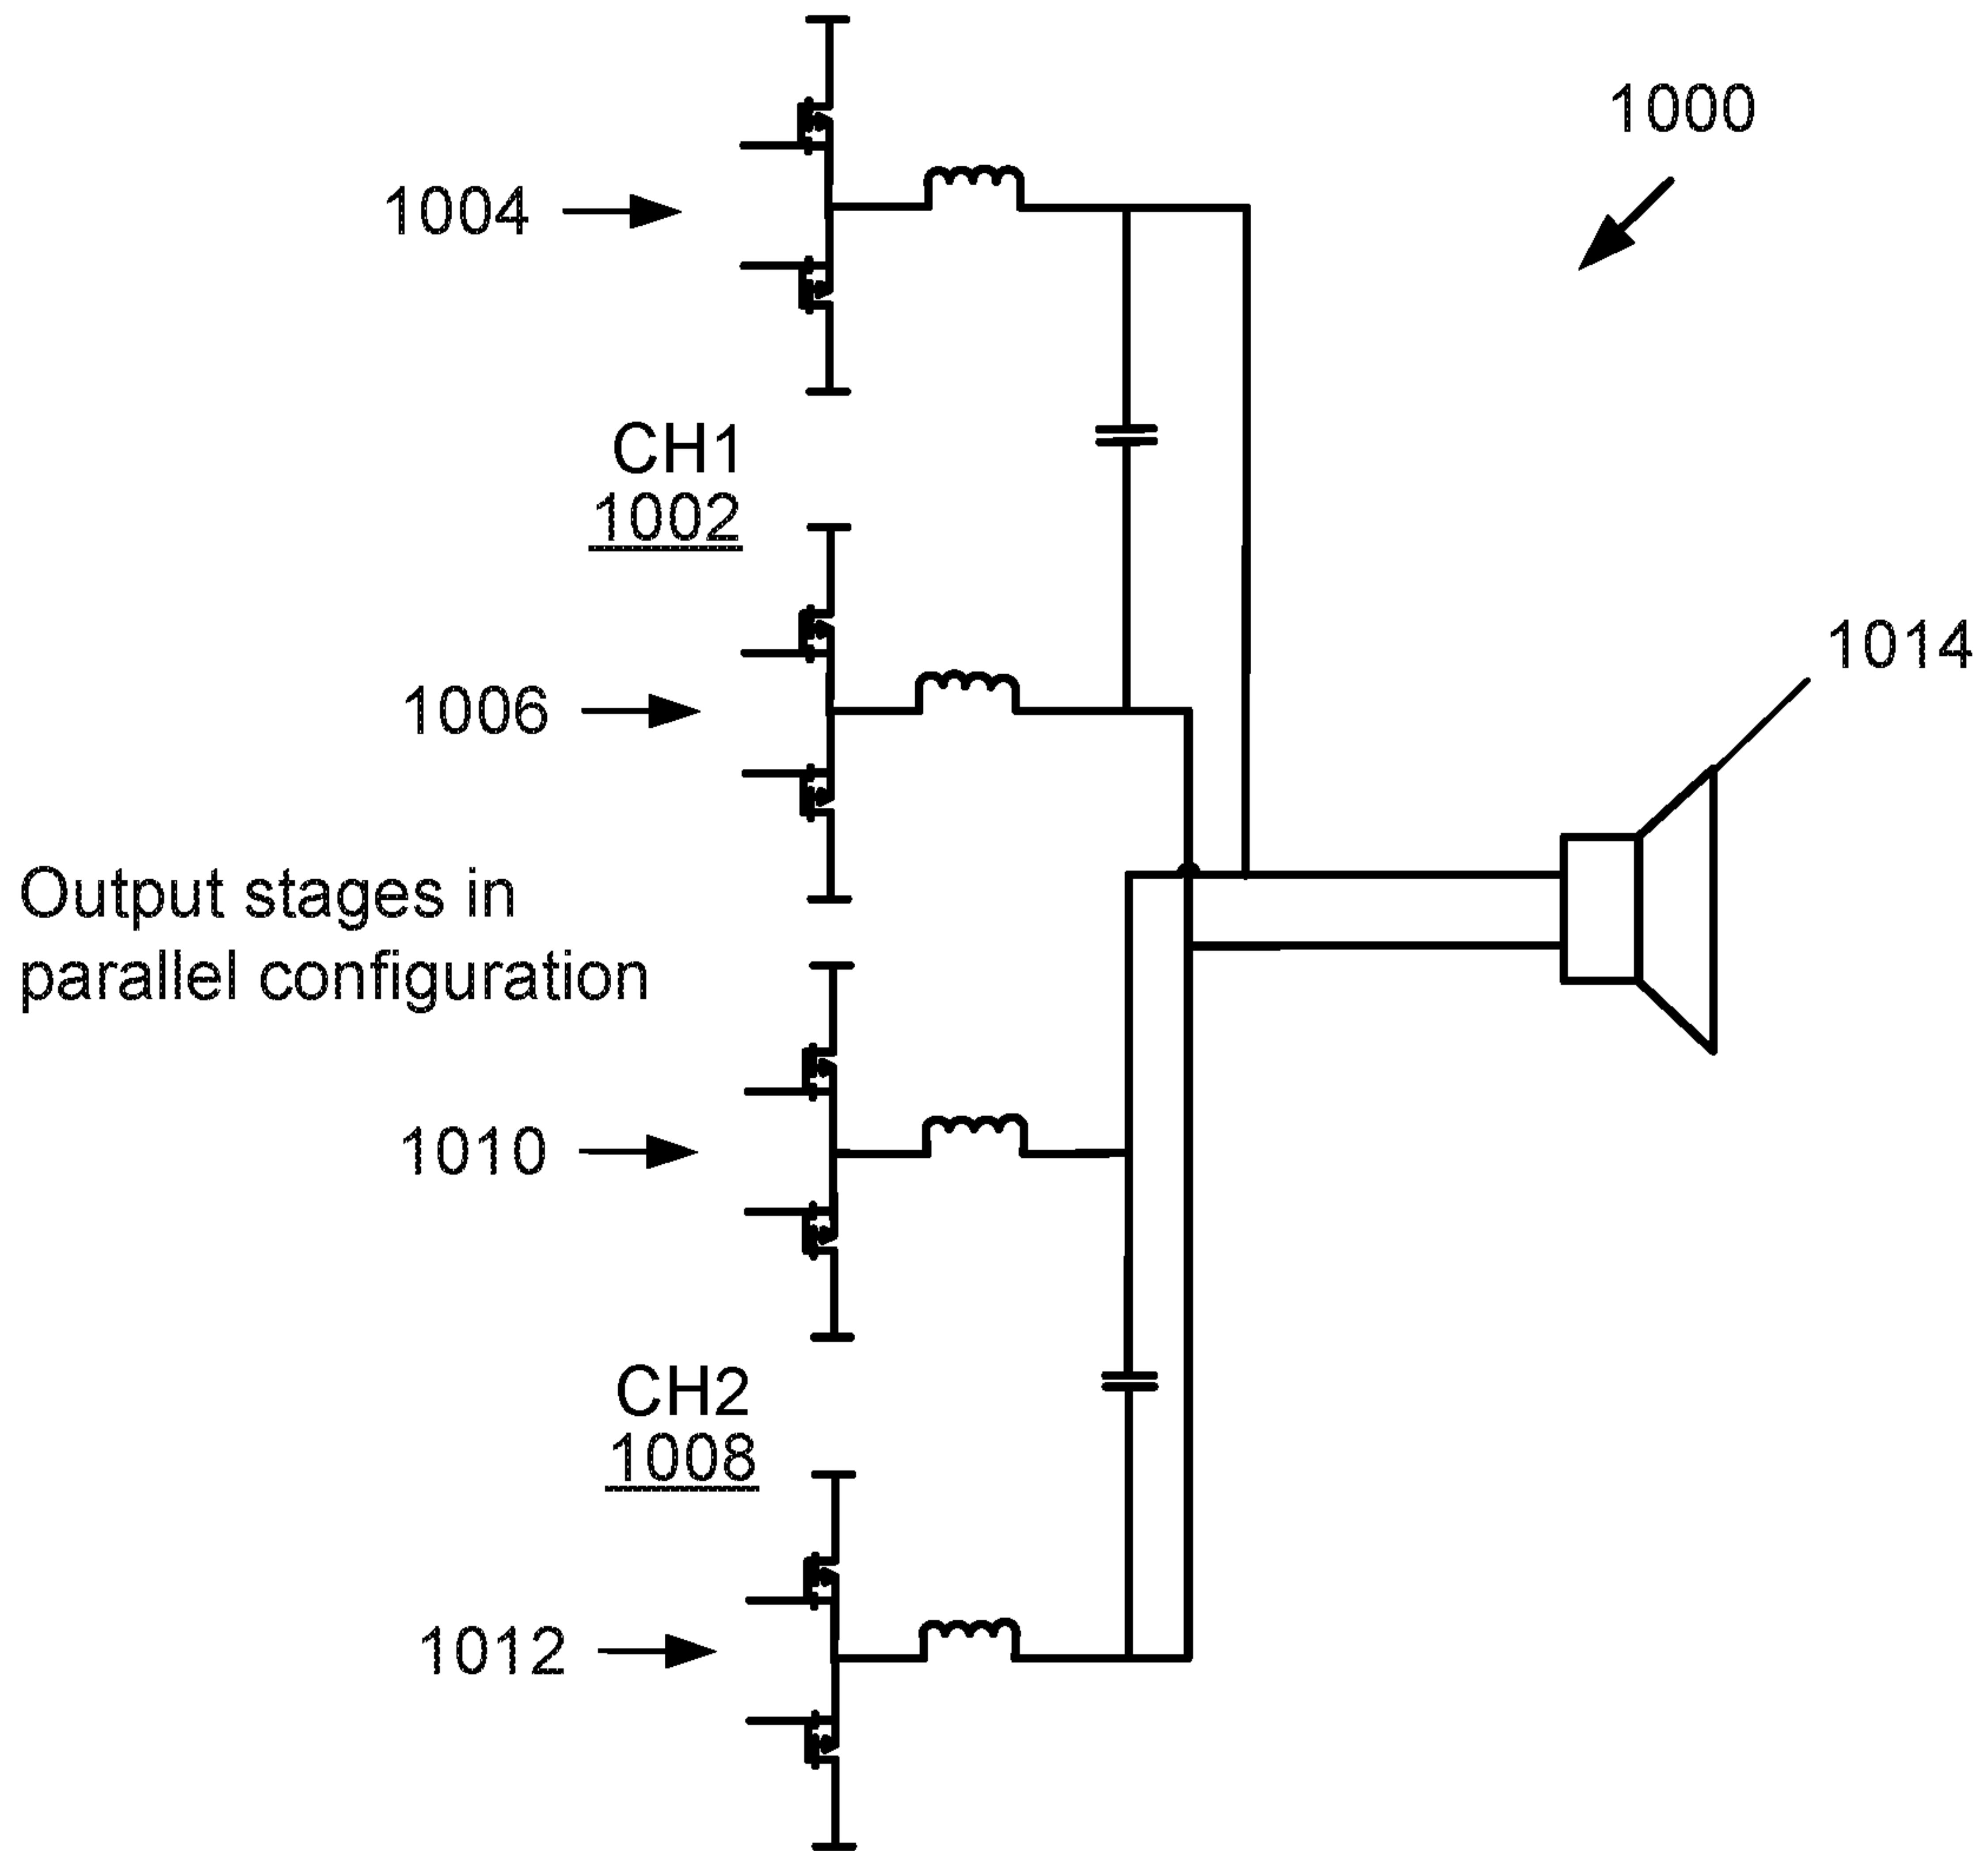 1000
1004
CH1
1002
1014
1006
Output stages in
parallel configuration
1010
CH2
1008
1012